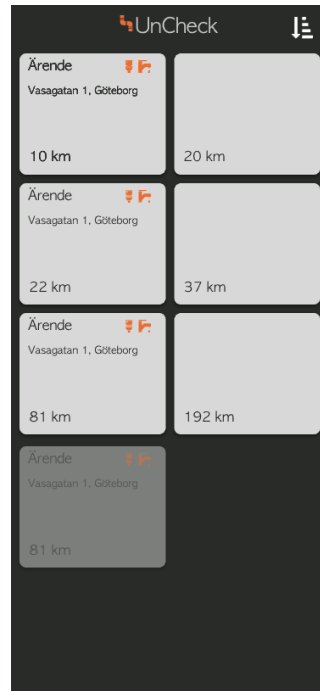 UnCheck
Ärende
Vasagatan 1, Göteborg
10 km
20 km
Ärende
Vasagatan 1, Göteborg
22 km
37 km
Ärende
Vasagatan 1, Göteborg
81 km
192 km
Ärende
Vasagatan 1, Göteborg
81 km